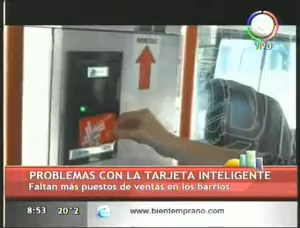 VIVO
PROBLEMAS CON LA TARJETA INTELIGENTE
Faltan más puestos de ventas en los barrios
8:53 20°2 www.bientemprano.com